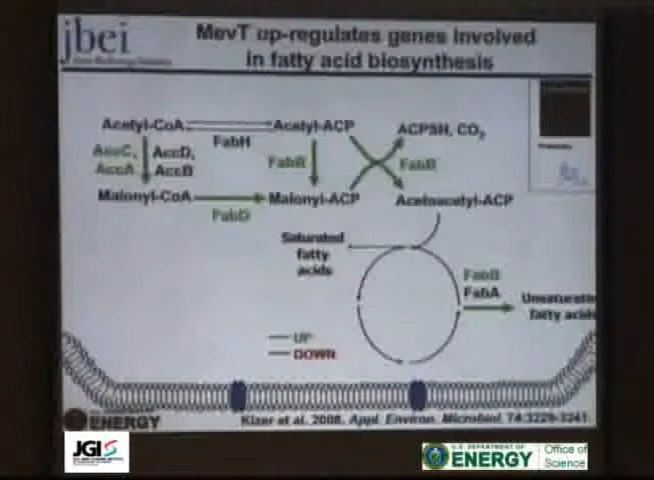 jbei
MevT up-regulates genes involved
in fatty acid biosynthesis
Acetyl-CoA
Acetyl-ACP
ACPSH, CO2
FabH
AccC, AccD,
AccA AccB
FabB
FabB
Malonyl-CoA
Malonyl-ACP
Acetoacetyl-ACP
FabD
Saturated
fatty
acids
FabB
FabA
Unsaturated
fatty acids
UP
DOWN
ENERGY
Kizer et al. 2008. Appl. Environ. Microbiol. 74:3229-3241.
JGI
U.S. DEPARTMENT OF
ENERGY
Office of
Science